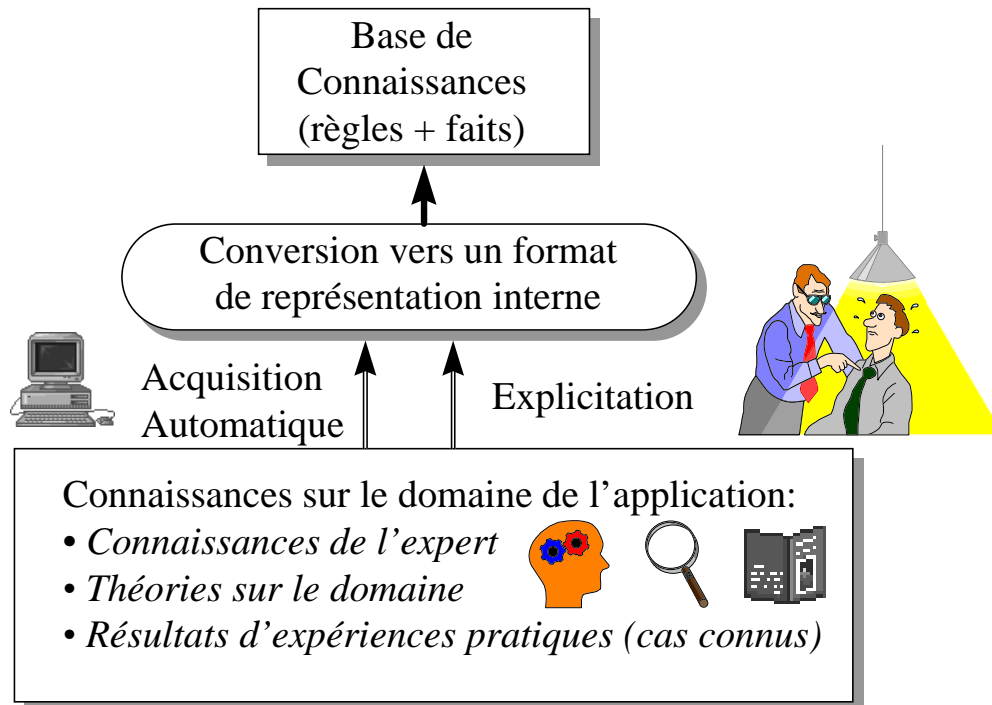 Base de
Connaissances
(règles + faits)
Conversion vers un format
de représentation interne
Acquisition
Automatique
Explicitation
Connaissances sur le domaine de l’application:
• Connaissances de l’expert
• Théories sur le domaine
• Résultats d’expériences pratiques (cas connus)